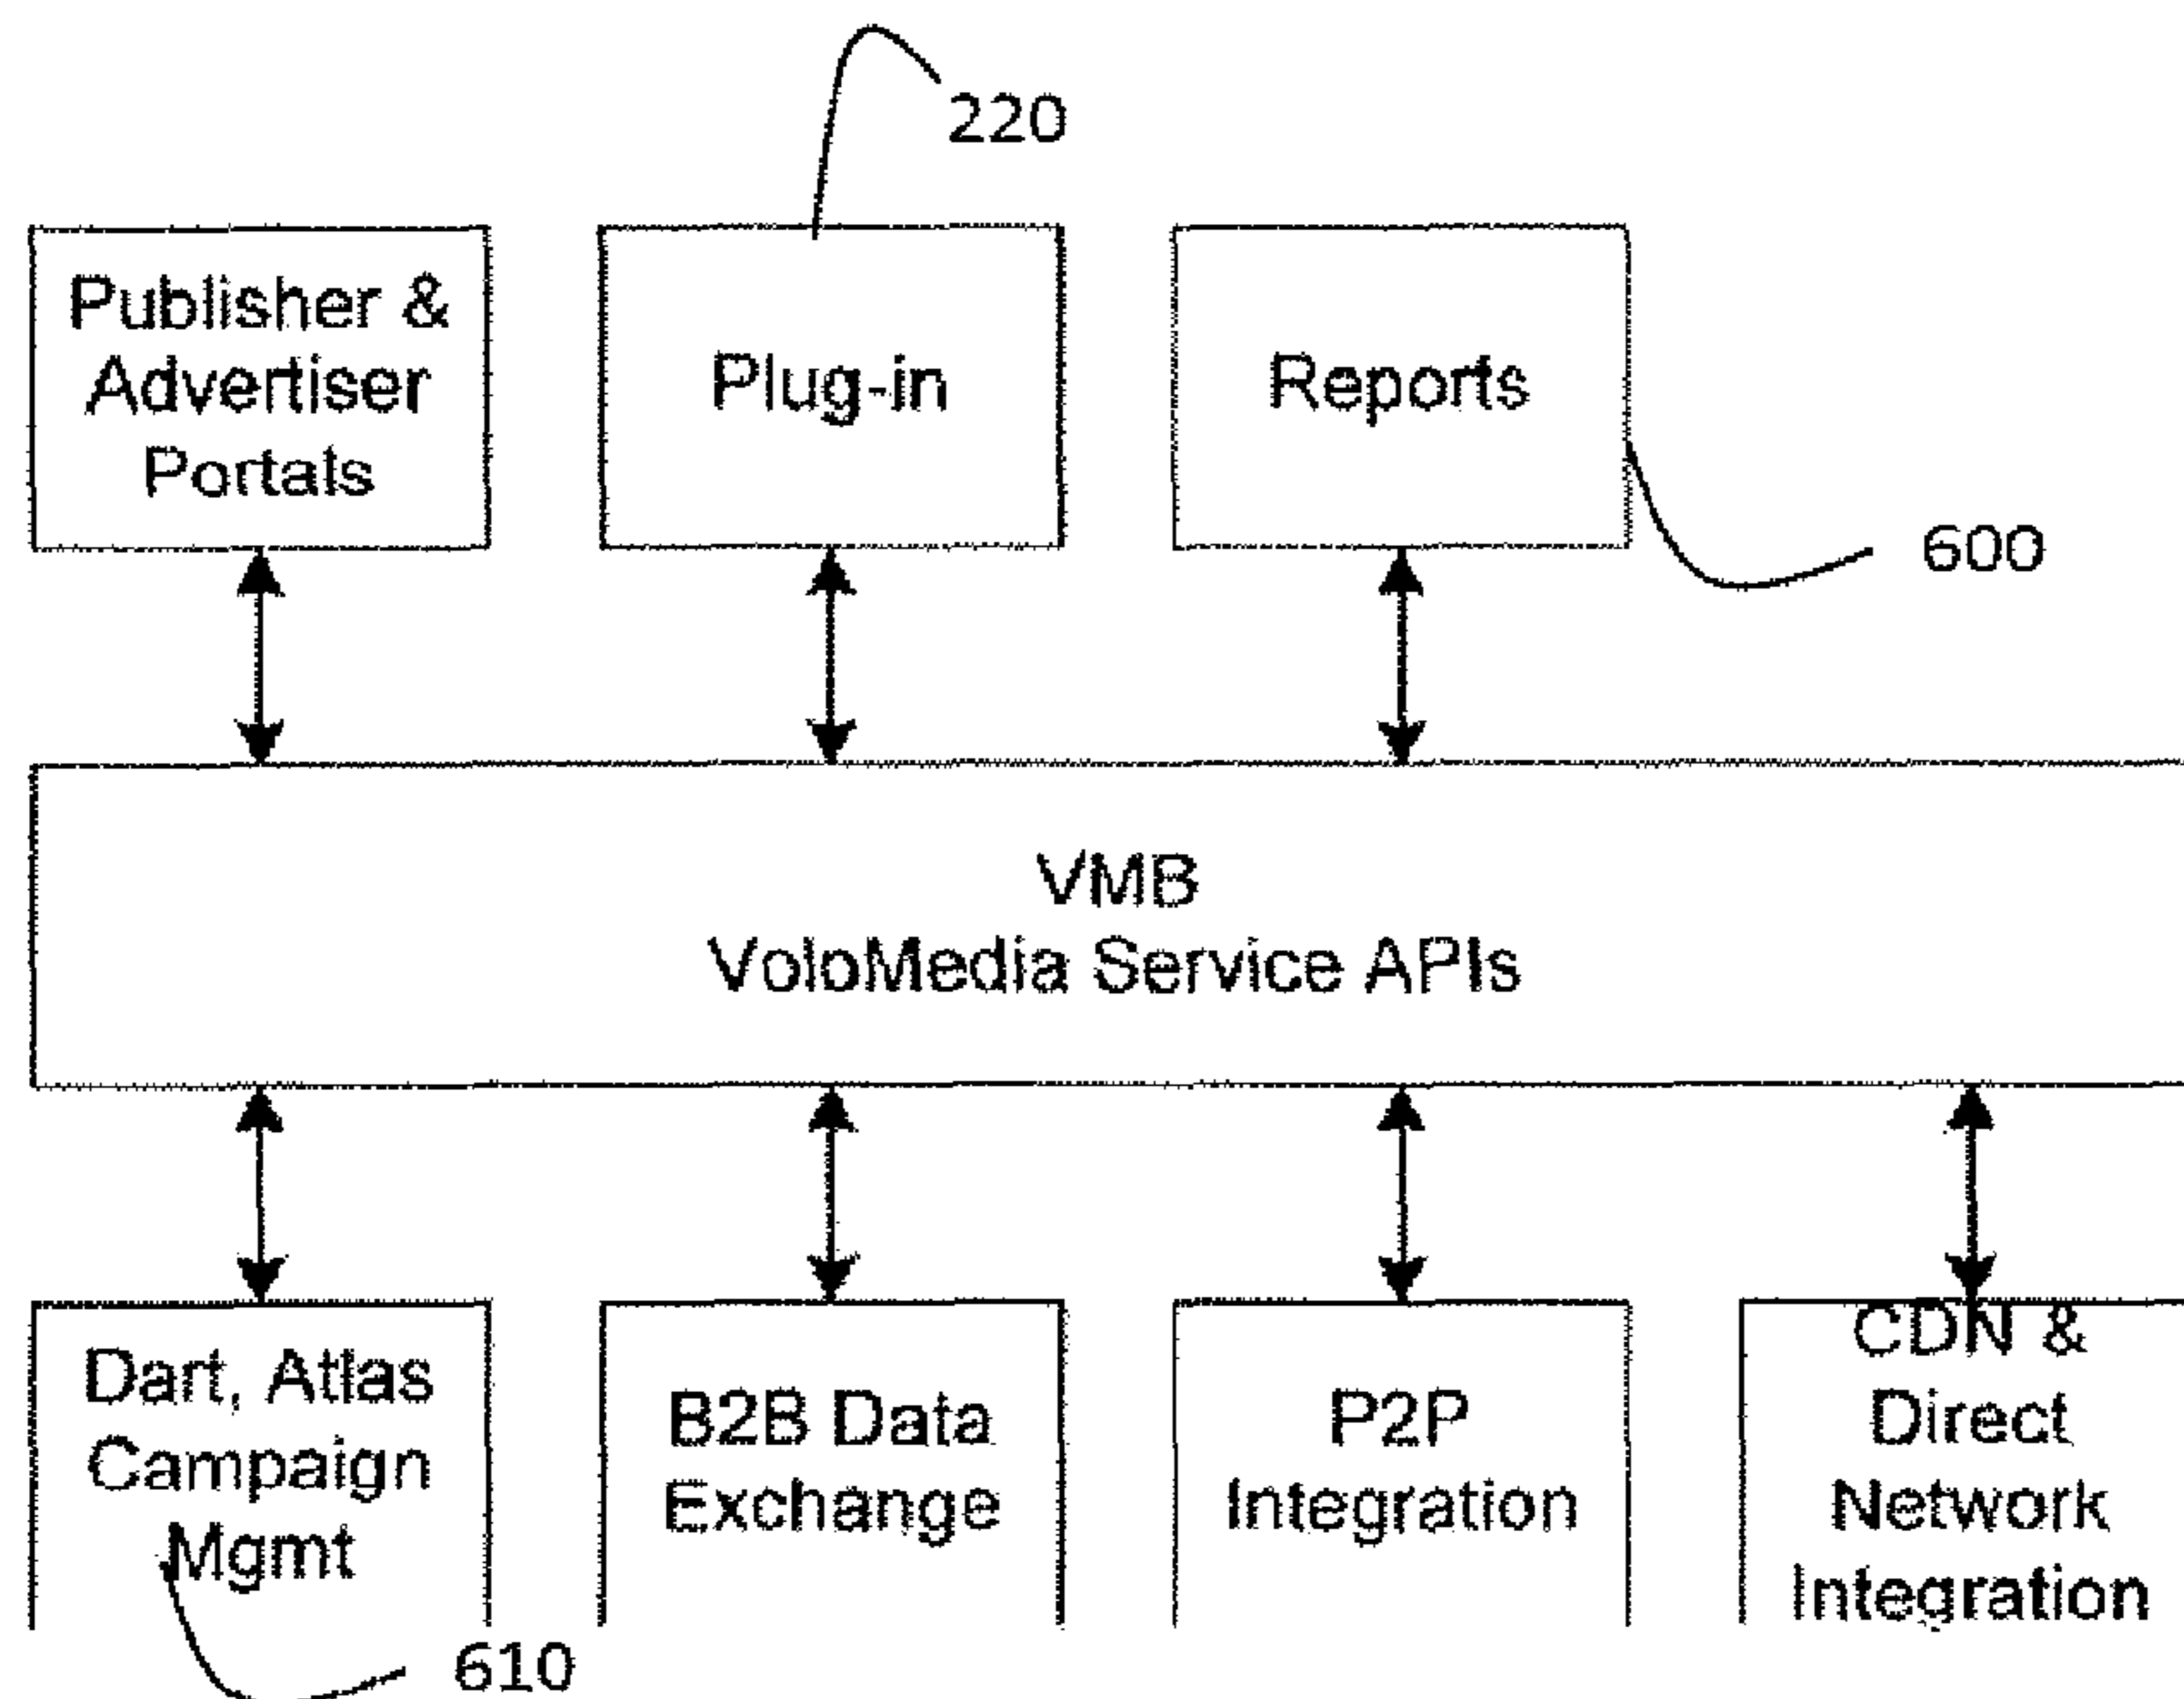 220
Publisher &
Advertiser
Portals
Plug-in
Reports
600
VMB
VoloMedia Service APIs
Dart, Atlas
Campaign
Mgmt
B2B Data
Exchange
P2P
Integration
CDN &
Direct
Network
Integration
610